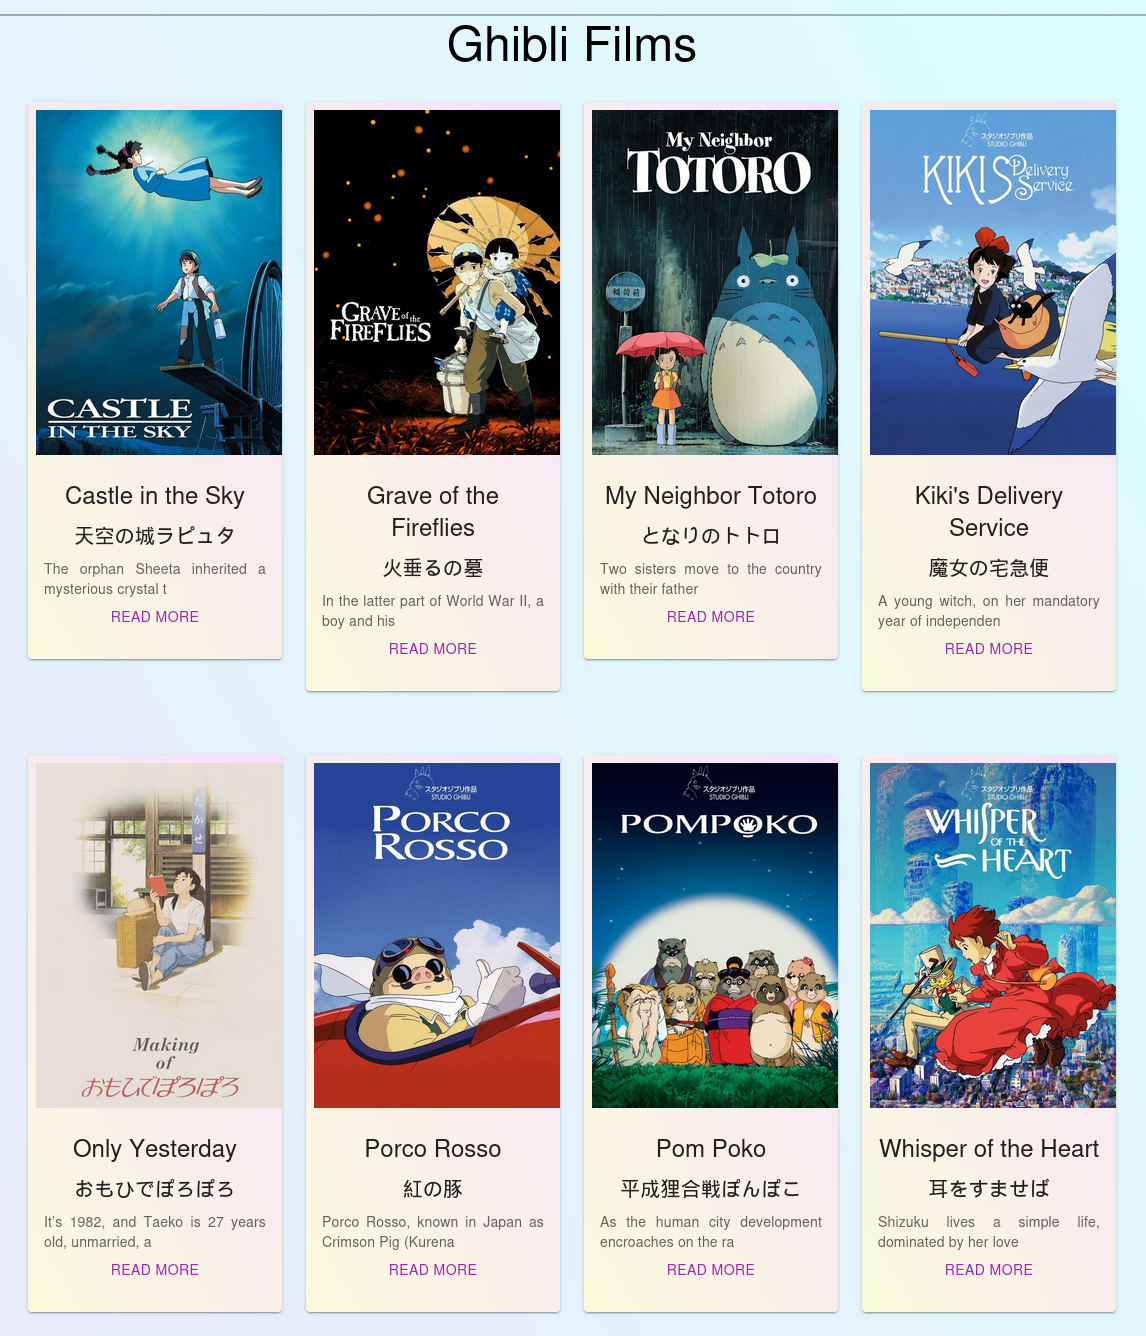 Ghibli Films
CASTLE
IN THE SKY
GRAVE of the
FIREFLIES
My Neighbor
TOTORO
稲荷前
スタジオジブリ作品
STUDIO GHIBLI
KIKI'S Delivery
Service
Castle in the Sky
天空の城ラピュタ
The orphan Sheeta inherited a
mysterious crystal t
READ MORE
Grave of the
Fireflies
火垂るの墓
In the latter part of World War II, a
boy and his
READ MORE
My Neighbor Totoro
となりのトトロ
Two sisters move to the country
with their father
READ MORE
Kiki's Delivery
Service
魔女の宅急便
A young witch, on her mandatory
year of independen
READ MORE
たかせ
Making
of
おもひでぽろぽろ
スタジオジブリ作品
STUDIO GHIBLI
PORCO
ROSSO
スタジオジブリ作品
STUDIO GHIBLI
POMPOKO
スタジオジブリ作品
STUDIO GHIBLI
WHISPER
OF THE
HEART
Only Yesterday
おもひでぽろぽろ
It's 1982, and Taeko is 27 years
old, unmarried, a
READ MORE
Porco Rosso
紅の豚
Porco Rosso, known in Japan as
Crimson Pig (Kurena
READ MORE
Pom Poko
平成狸合戦ぽんぽこ
As the human city development
encroaches on the ra
READ MORE
Whisper of the Heart
耳をすませば
Shizuku lives a simple life,
dominated by her love
READ MORE